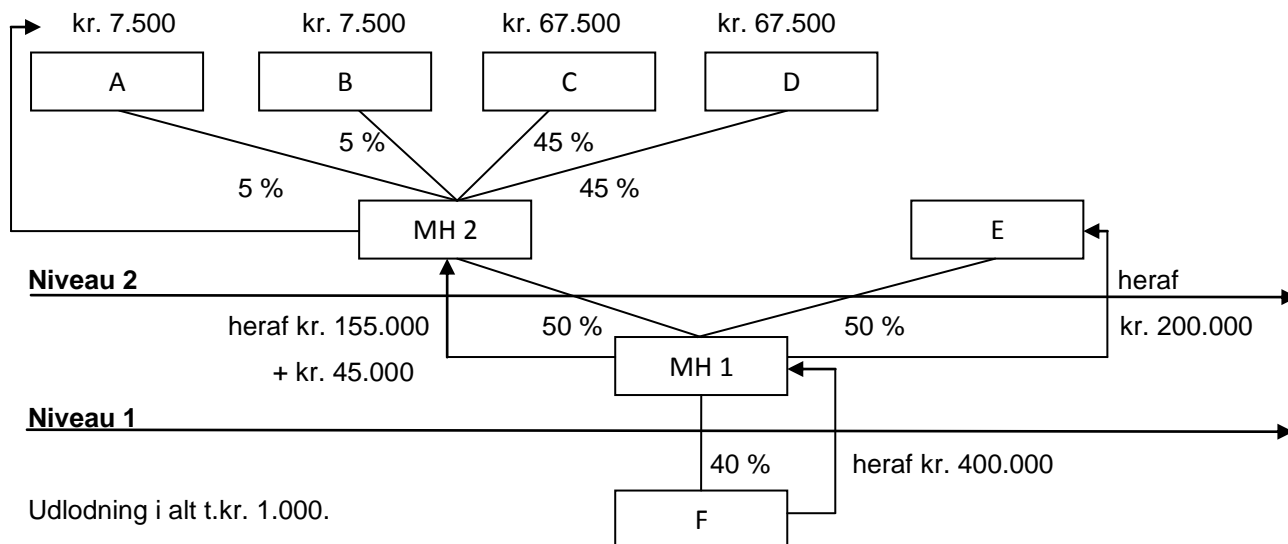 kr. 7.500 kr. 7.500 kr. 67.500 kr. 67.500
A B C D
5 % 45 %
5 % 45 %
MH 2 E
Niveau 2 heraf
heraf kr. 155.000 50 % 50 % kr. 200.000
+ kr. 45.000 MH 1
Niveau 1
40 % heraf kr. 400.000
Udlodning i alt t.kr. 1.000. F